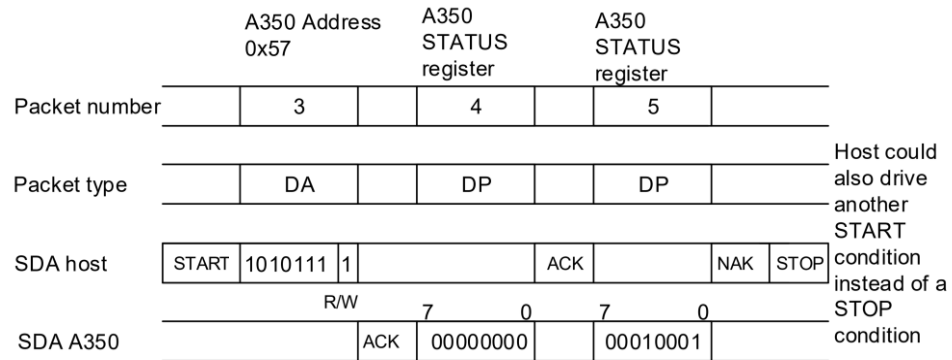 A350 Address
0x57
A350
STATUS
register
A350
STATUS
register
Packet number 3 4 5
Packet type DA DP DP
Host could
also drive
another
START
condition
instead of a
STOP
condition
SDA host START 1010111 1 ACK NAK STOP
R/W 7 0 7 0
SDA A350 ACK 00000000 00010001